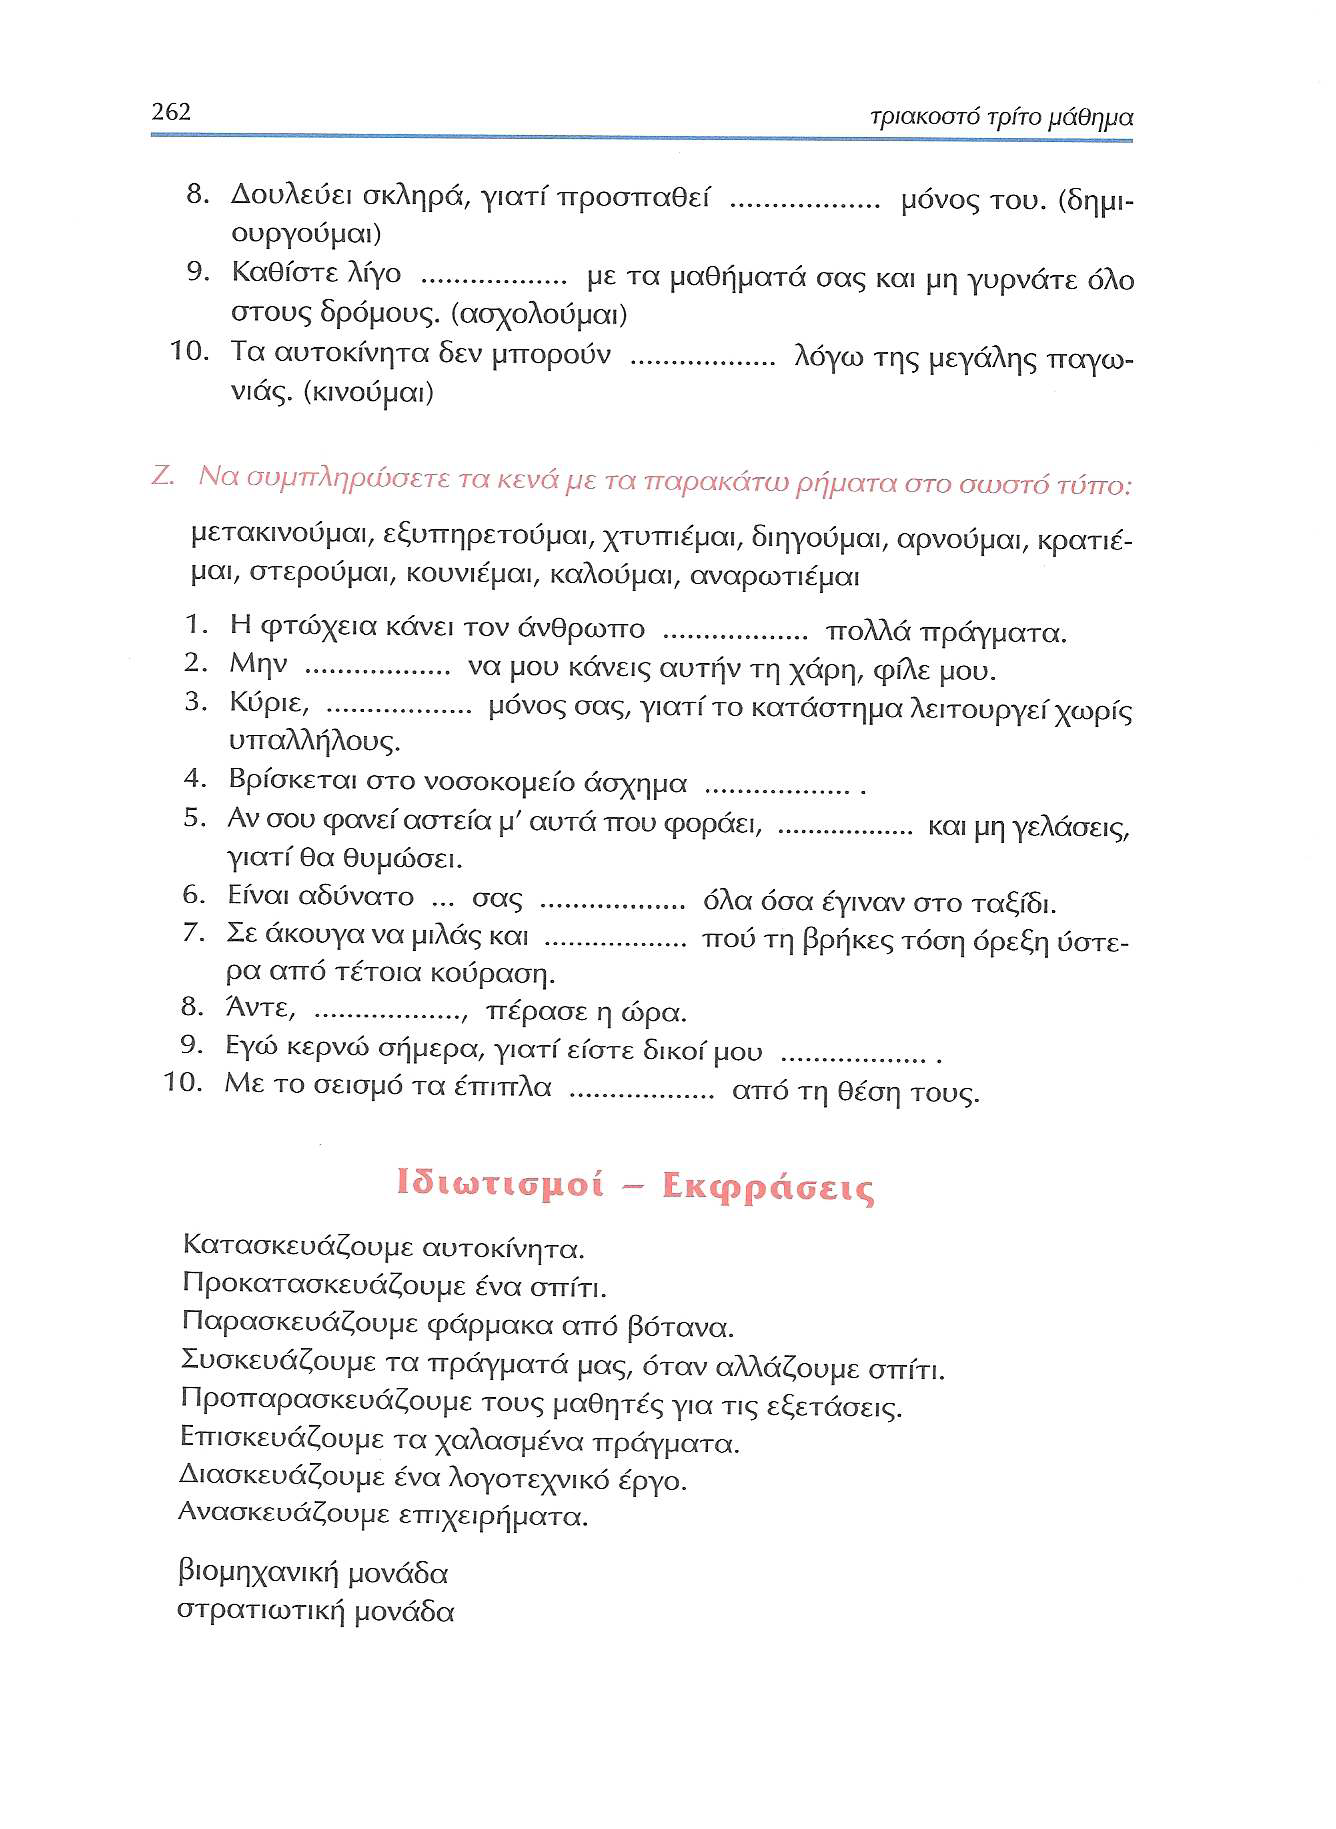 262
τριακοστό τρίτο μάθημα
8. Δουλεύει σκληρά, γιατί προσπαθεί .................. μόνος του. (δημι-
ουργούμαι)
9. Καθίστε λίγο .................. με τα μαθήματά σας και μη γυρνάτε όλο
στους δρόμους. (ασχολούμαι)
10. Τα αυτοκίνητα δεν μπορούν .................. λόγω της μεγάλης παγω-
νιάς. (κινούμαι)
Ζ. Να συμπληρώσετε τα κενά με τα παρακάτω ρήματα στο σωστό τύπο:
μετακινούμαι, εξυπηρετούμαι, χτυπιέμαι, διηγούμαι, αρνούμαι, κρατιέ-
μαι, στερούμαι, κουνιέμαι, καλούμαι, αναρωτιέμαι
1. Η φτώχεια κάνει τον άνθρωπο .................. πολλά πράγματα.
2. Μην .................. να μου κάνεις αυτήν τη χάρη, φίλε μου.
3. Κύριε, .................. μόνος σας, γιατί το κατάστημα λειτουργεί χωρίς
υπαλλήλους.
4. Βρίσκεται στο νοσοκομείο άσχημα .................. .
5. Αν σου φανεί αστεία μ' αυτά που φοράει, ................. και μη γελάσεις,
γιατί θα θυμώσει.
6. Είναι αδύνατο ... σας .................. όλα όσα έγιναν στο ταξίδι.
7. Σε άκουγα να μιλάς και .................. πού τη βρήκες τόση όρεξη ύστε-
ρα από τέτοια κούραση.
8. Άντε, .................., πέρασε η ώρα.
9. Εγώ κερνώ σήμερα, γιατί είστε δικοί μου .................. .
10. Με το σεισμό τα έπιπλα .................. από τη θέση τους.
Ιδιωτισμοί – Εκφράσεις
Κατασκευάζουμε αυτοκίνητα.
Προκατασκευάζουμε ένα σπίτι.
Παρασκευάζουμε φάρμακα από βότανα.
Συσκευάζουμε τα πράγματά μας, όταν αλλάζουμε σπίτι.
Προπαρασκευάζουμε τους μαθητές για τις εξετάσεις.
Επισκευάζουμε τα χαλασμένα πράγματα.
Διασκευάζουμε ένα λογοτεχνικό έργο.
Ανασκευάζουμε επιχειρήματα.
βιομηχανική μονάδα
στρατιωτική μονάδα